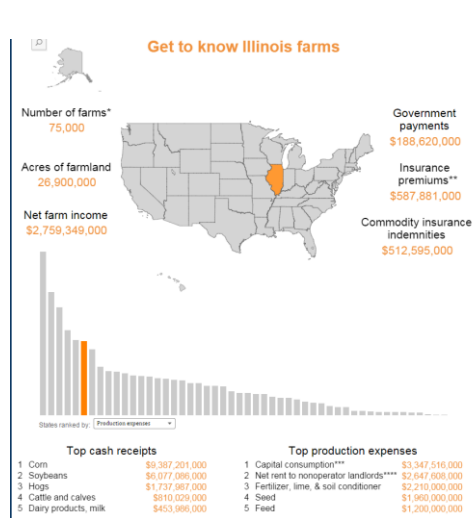 Get to know Illinois farms
Number of farms*
75,000
Acres of farmland
26,900,000
Net farm income
$2,759,349,000
Government
payments
$188,620,000
Insurance
premiums**
$587,881,000
Commodity insurance
indemnities
$512,595,000
States ranked by: Production expenses
Top cash receipts
1 Corn $9,387,201,000
2 Soybeans $6,077,086,000
3 Hogs $1,737,987,000
4 Cattle and calves $810,029,000
5 Dairy products, milk $453,986,000
Top production expenses
1 Capital consumption*** $3,347,516,000
2 Net rent to nonoperator landlords**** $2,647,608,000
3 Fertilizer, lime, & soil conditioner $2,210,000,000
4 Seed $1,960,000,000
5 Feed $1,200,000,000